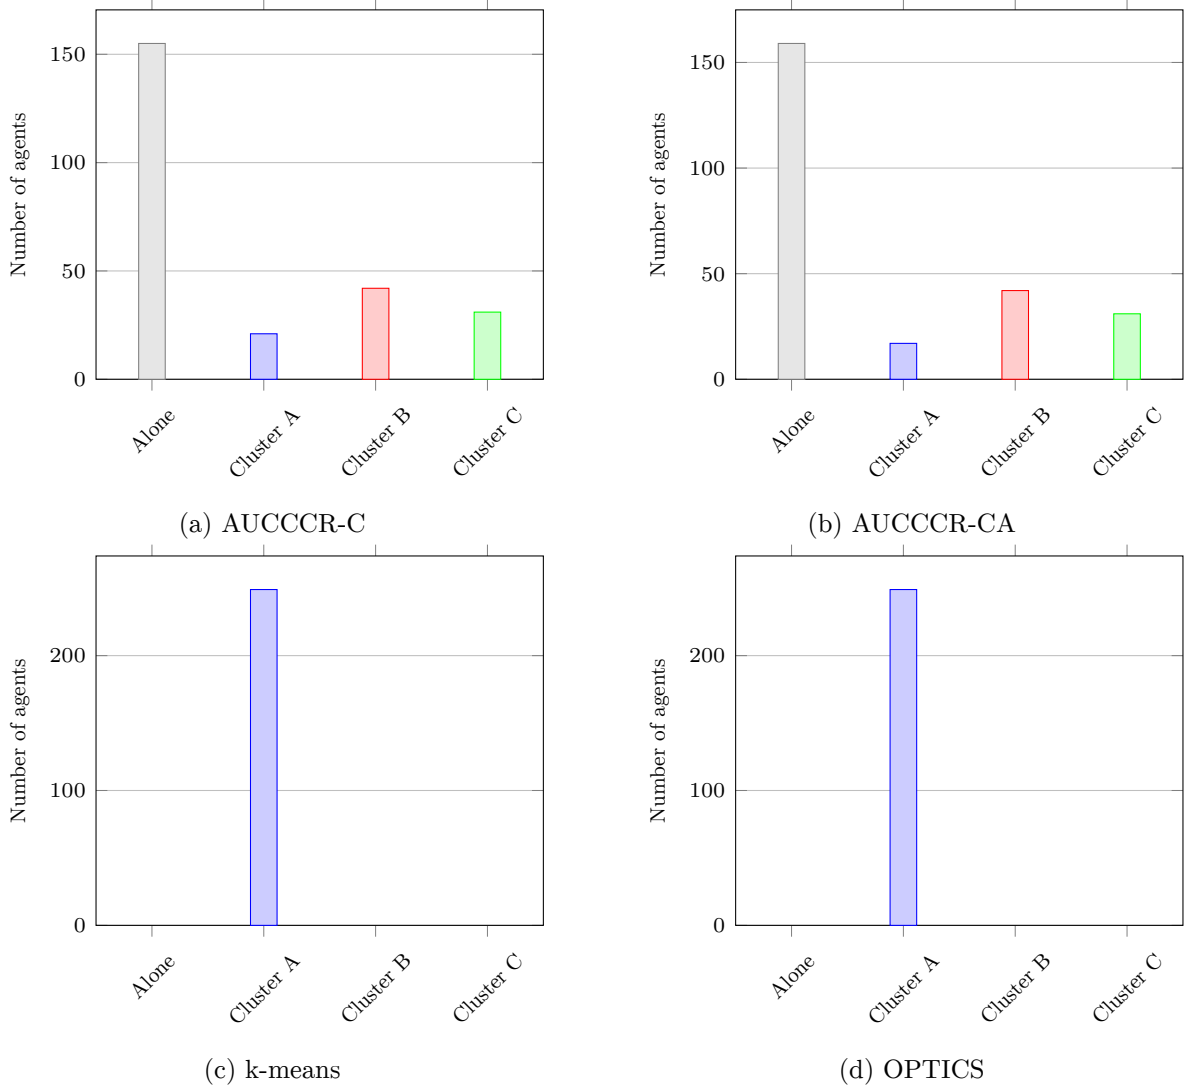 150
100
50
0
Number of agents
Alone
Cluster A
Cluster B
Cluster C
(a) AUCCCR-C
150
100
50
0
Number of agents
Alone
Cluster A
Cluster B
Cluster C
(b) AUCCCR-CA
200
100
0
Number of agents
Alone
Cluster A
Cluster B
Cluster C
(c) k-means
200
100
0
Number of agents
Alone
Cluster A
Cluster B
Cluster C
(d) OPTICS